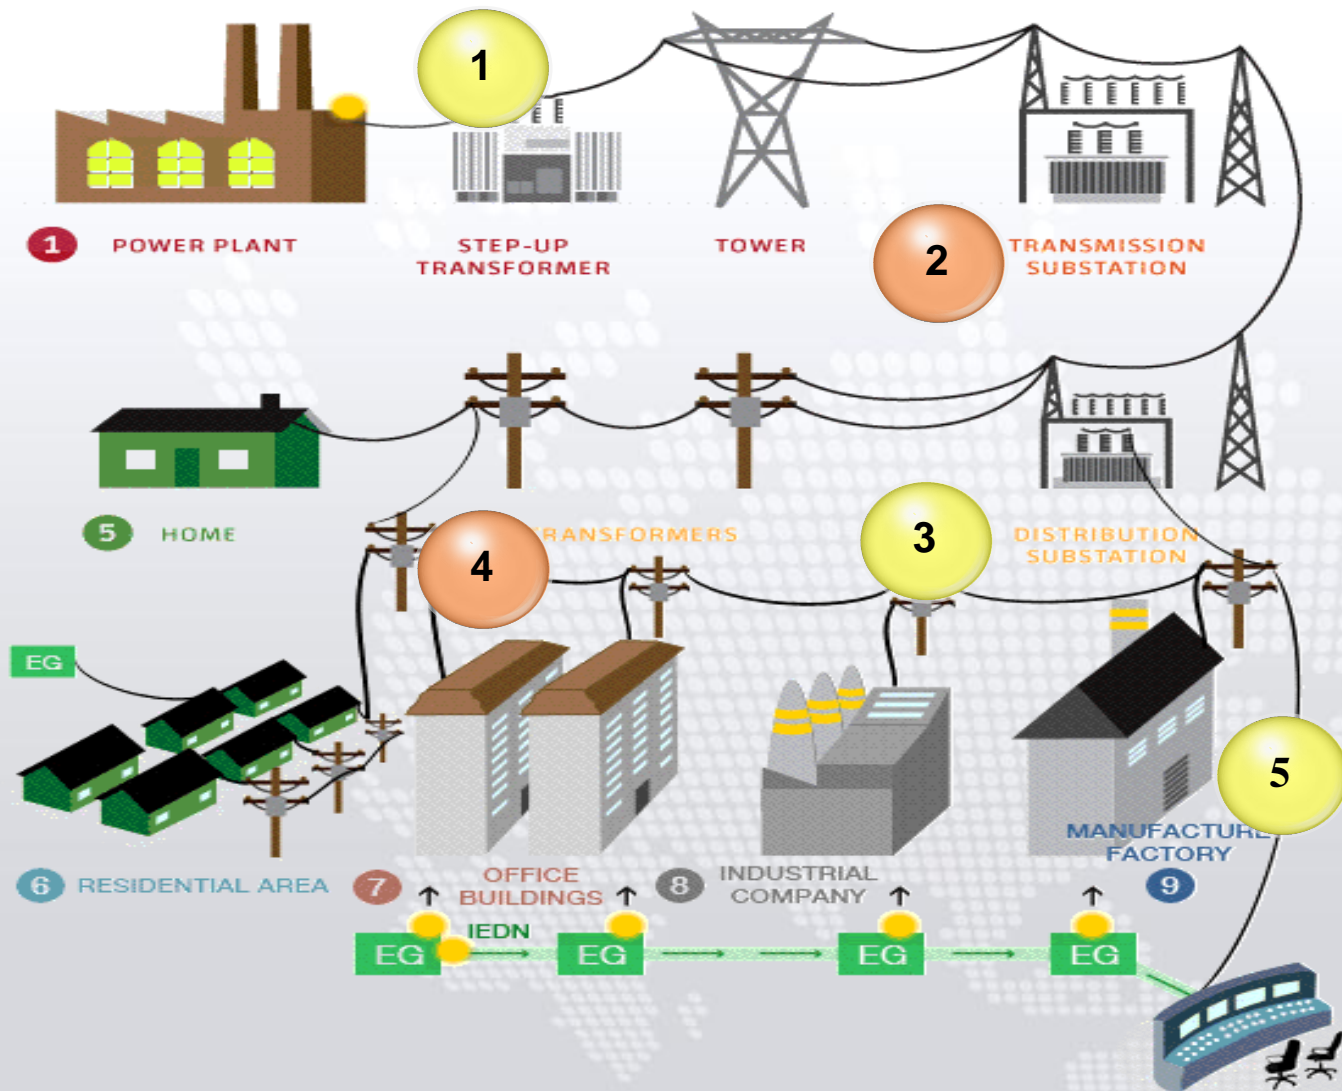 1
1 POWER PLANT
STEP-UP
TRANSFORMER
TOWER
2
TRANSMISSION
SUBSTATION
5 HOME
4
RANSFORMERS
3
DISTRIBUTION
SUBSTATION
EG
5
6 RESIDENTIAL AREA
7
OFFICE
BUILDINGS
8
INDUSTRIAL
COMPANY
MANUFACTURE
FACTORY
9
IEDN
EG
EG
EG
EG